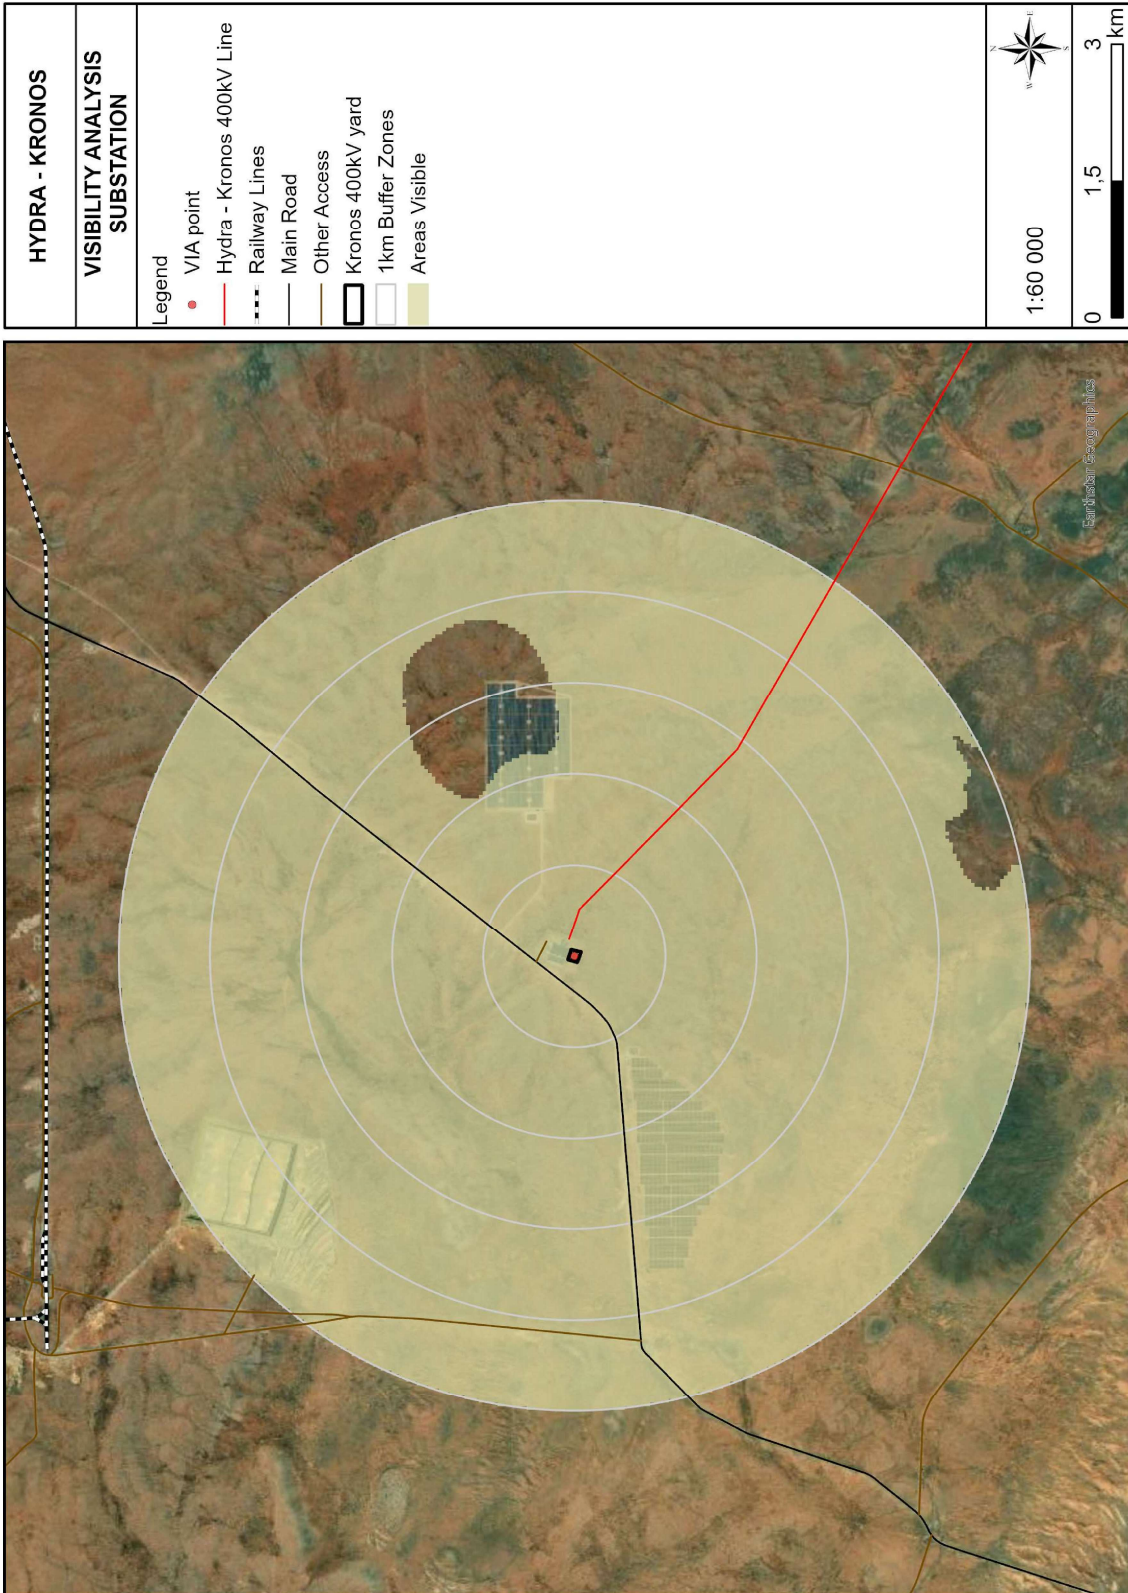 HYDRA - KRONOS
VISIBILITY ANALYSIS
SUBSTATION
Legend
VIA point
Hydra - Kronos 400kV Line
Railway Lines
Main Road
Other Access
Kronos 400kV yard
1km Buffer Zones
Areas Visible
1:60 000
N
E
S
W
0
1,5
3
km
Earthstar Geographics